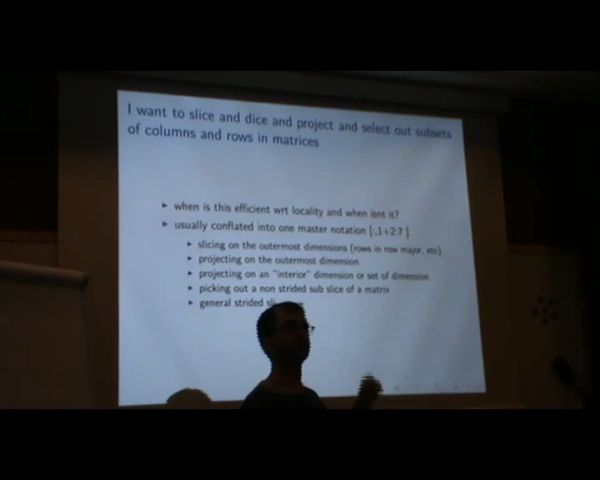 I want to slice and dice and project and select out subsets
of columns and rows in matrices
▸ when is this efficient wrt locality and when isnt it?
▸ usually conflated into one master notation [:,1+2:7 ]
▸ slicing on the outermost dimensions (rows in row major, etc)
▸ projecting on the outermost dimension
▸ projecting on an "interior" dimension or set of dimension
▸ picking out a non strided sub slice of a matrix
▸ general strided